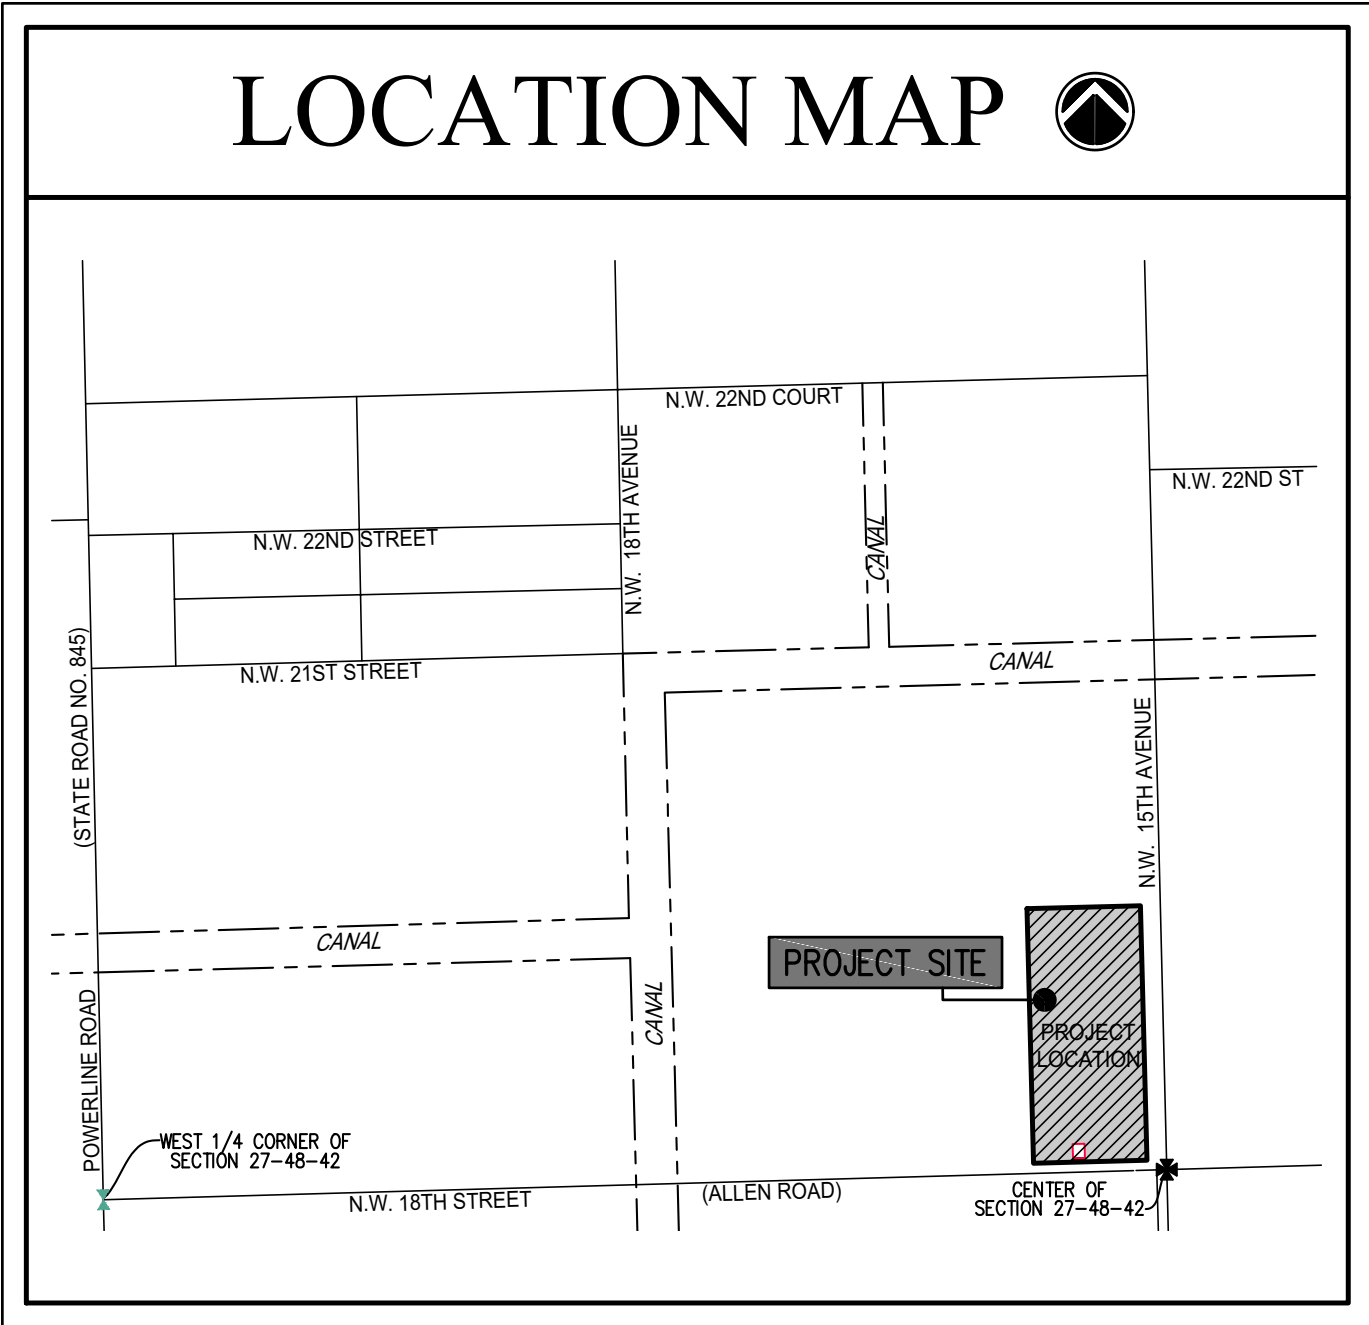 LOCATION MAP
N.W. 22ND COURT
N.W. 18TH AVENUE
N.W. 22ND ST
CANAL
N.W. 22ND STREET
(STATE ROAD NO. 845)
N.W. 21ST STREET
CANAL
N.W. 15TH AVENUE
CANAL
PROJECT SITE
CANAL
POWERLINE ROAD
PROJECT
LOCATION
WEST 1/4 CORNER OF
SECTION 27-48-42
N.W. 18TH STREET
(ALLEN ROAD)
CENTER OF
SECTION 27-48-42